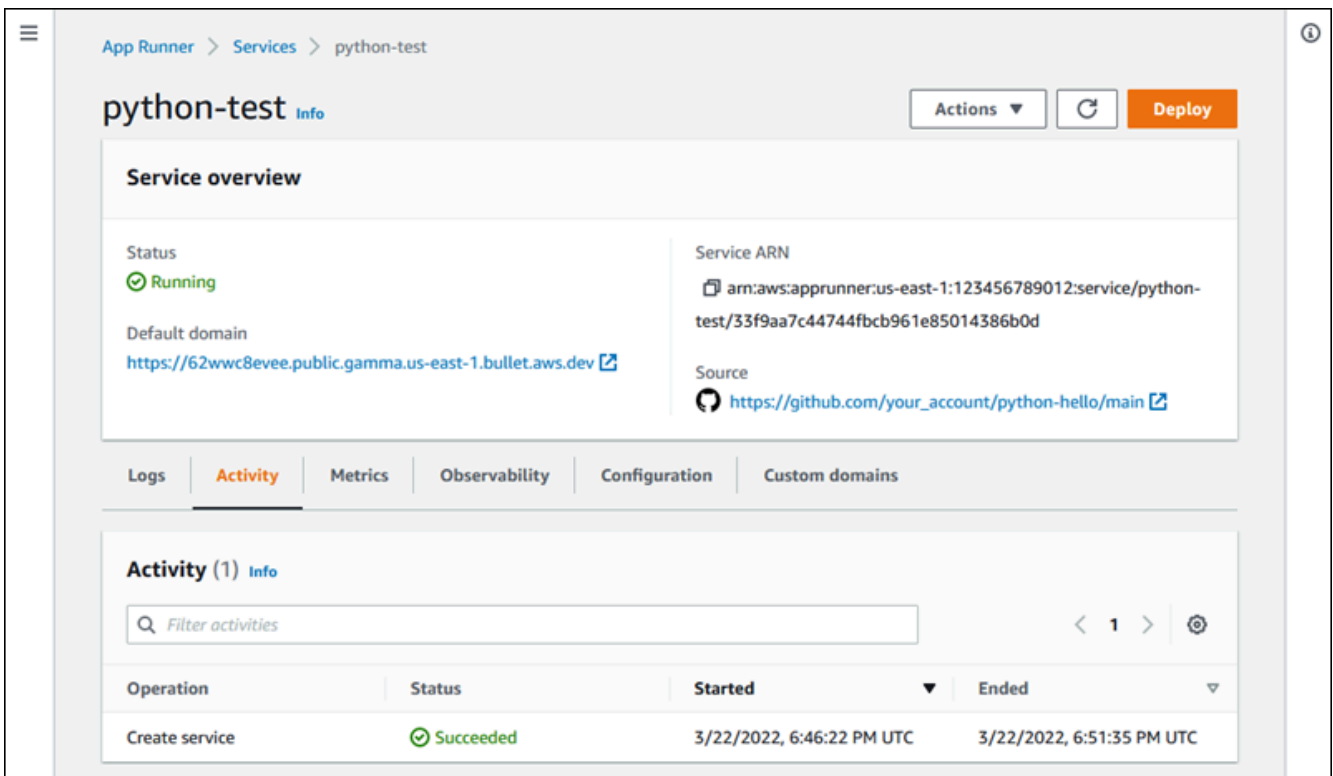 App Runner > Services > python-test
python-test Info
Actions Deploy
Service overview
Status
Running
Default domain
https://62wwc8evee.public.gamma.us-east-1.bullet.aws.dev
Service ARN
arn:aws:apprunner:us-east-1:123456789012:service/python-
test/33f9aa7c44744fbcb961e85014386b0d
Source
https://github.com/your_account/python-hello/main
Logs Activity Metrics Observability Configuration Custom domains
Activity (1) Info
Filter activities
< 1 >
Operation Status Started Ended
Create service Succeeded 3/22/2022, 6:46:22 PM UTC 3/22/2022, 6:51:35 PM UTC